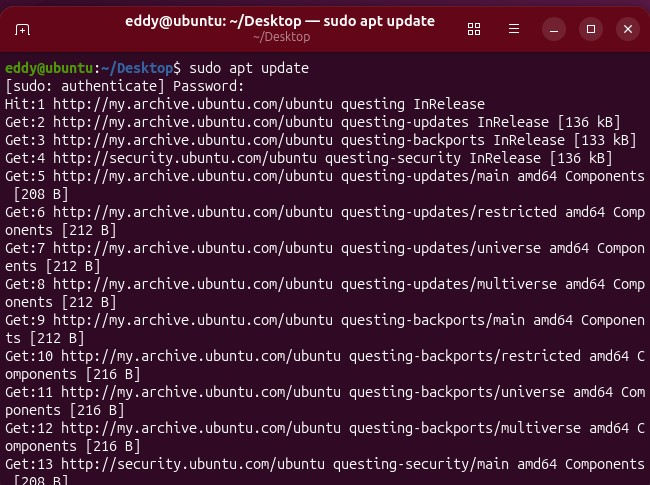 eddy@ubuntu: ~/Desktop — sudo apt update
~/Desktop
eddy@ubuntu:~/Desktop$ sudo apt update
[sudo: authenticate] Password:
Hit:1 http://my.archive.ubuntu.com/ubuntu questing InRelease
Get:2 http://my.archive.ubuntu.com/ubuntu questing-updates InRelease [136 kB]
Get:3 http://my.archive.ubuntu.com/ubuntu questing-backports InRelease [133 kB]
Get:4 http://security.ubuntu.com/ubuntu questing-security InRelease [136 kB]
Get:5 http://my.archive.ubuntu.com/ubuntu questing-updates/main amd64 Components
 [208 B]
Get:6 http://my.archive.ubuntu.com/ubuntu questing-updates/restricted amd64 Comp
onents [212 B]
Get:7 http://my.archive.ubuntu.com/ubuntu questing-updates/universe amd64 Compon
ents [212 B]
Get:8 http://my.archive.ubuntu.com/ubuntu questing-updates/multiverse amd64 Comp
onents [212 B]
Get:9 http://my.archive.ubuntu.com/ubuntu questing-backports/main amd64 Componen
ts [212 B]
Get:10 http://my.archive.ubuntu.com/ubuntu questing-backports/restricted amd64 C
omponents [216 B]
Get:11 http://my.archive.ubuntu.com/ubuntu questing-backports/universe amd64 Com
ponents [216 B]
Get:12 http://my.archive.ubuntu.com/ubuntu questing-backports/multiverse amd64 C
omponents [216 B]
Get:13 http://security.ubuntu.com/ubuntu questing-security/main amd64 Components
 [208 B]